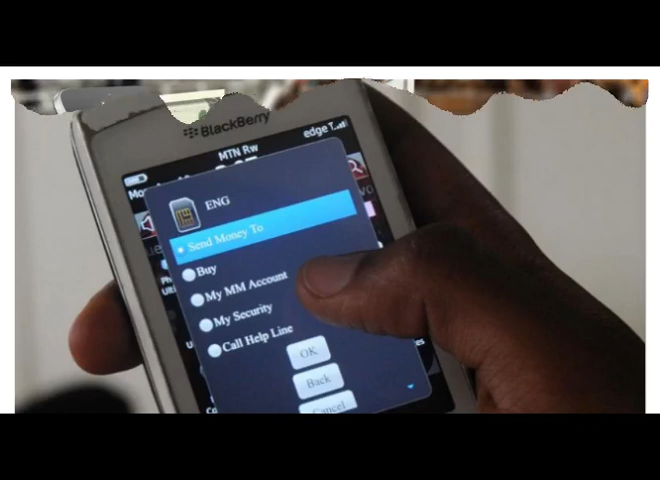 BlackBerry
MTN Rw
edge
ENG
Send Money To
Buy
My MM Account
My Security
Call Help Line
OK
Back
Cancel